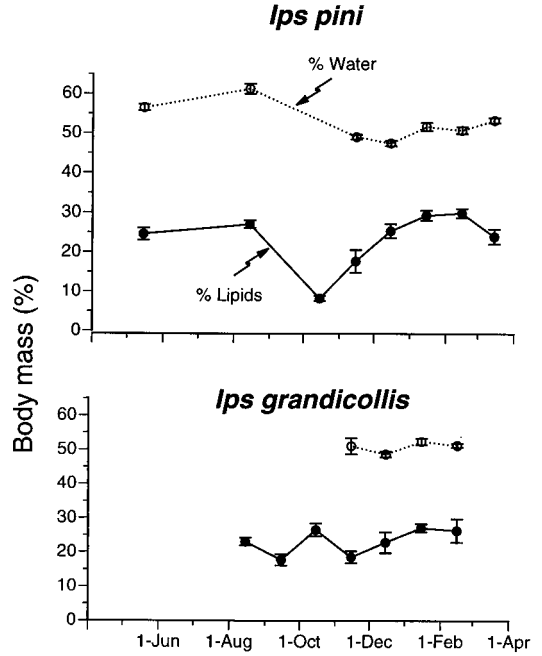 Ips pini
% Water
60
50
40
30
20
10
0
% Lipids
Body mass (%)
Ips grandicollis
60
50
40
30
20
10
0
1-Jun 1-Aug 1-Oct 1-Dec 1-Feb 1-Apr